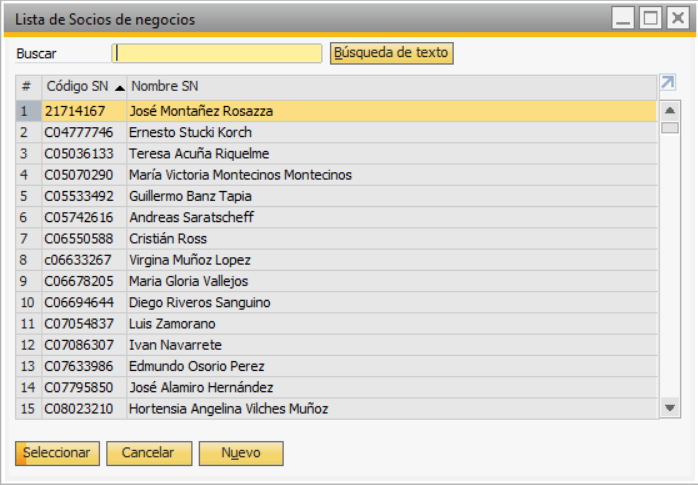 Lista de Socios de negocios
Buscar Búsqueda de texto
# Código SN Nombre SN
1 21714167 José Montañez Rosazza
2 C04777746 Ernesto Stucki Korch
3 C05036133 Teresa Acuña Riquelme
4 C05070290 María Victoria Montecinos Montecinos
5 C05533492 Guillermo Banz Tapia
6 C05742616 Andreas Saratscheff
7 C06550588 Cristián Ross
8 c06633267 Virgina Muñoz Lopez
9 C06678205 Maria Gloria Vallejos
10 C06694644 Diego Riveros Sanguino
11 C07054837 Luis Zamorano
12 C07086307 Ivan Navarrete
13 C07633986 Edmundo Osorio Perez
14 C07795850 José Alamiro Hernández
15 C08023210 Hortensia Angelina Vilches Muñoz
Seleccionar Cancelar Nuevo